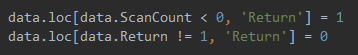 data.loc[data.ScanCount < 0, 'Return'] = 1
data.loc[data.Return != 1, 'Return'] = 0